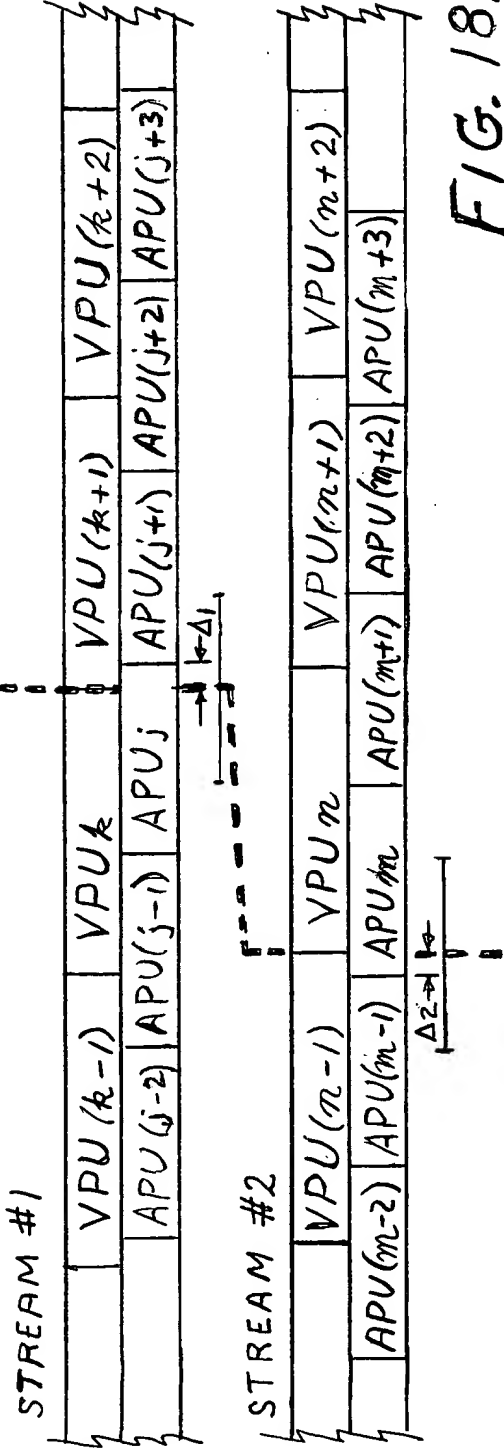 STREAM #1
VPU(k-1) VPUk VPU(k+1) VPU(k+2)
APU(j-2) APU(j-1) APUj APU(j+1) APU(j+2) APU(j+3)
Δ1
STREAM #2
VPU(n-1) VPUn VPU(n+1) VPU(n+2)
APU(m-2) APU(m-1) APUm APU(m+1) APU(m+2) APU(m+3)
Δ2
FIG. 18.